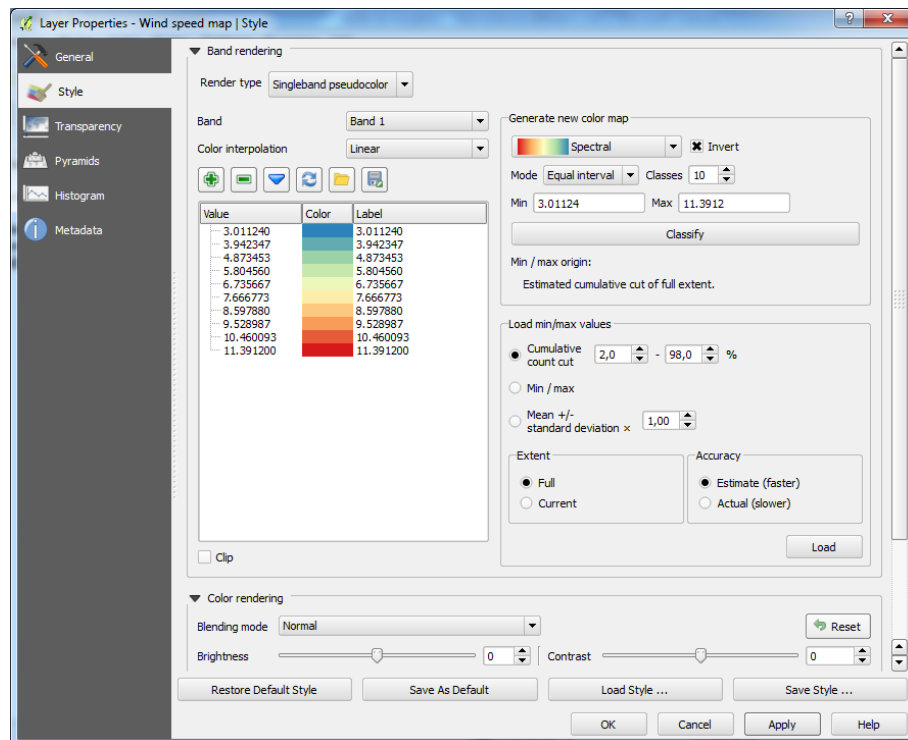 Layer Properties - Wind speed map | Style
General
Style
Transparency
Pyramids
Histogram
Metadata
Band rendering
Render type Singleband pseudocolor
Band Band 1
Color interpolation Linear
Value Color Label
3.011240 3.011240
3.942347 3.942347
4.873453 4.873453
5.804560 5.804560
6.735667 6.735667
7.666773 7.666773
8.597880 8.597880
9.528987 9.528987
10.460093 10.460093
11.391200 11.391200
Clip
Generate new color map
Spectral Invert
Mode Equal interval Classes 10
Min 3.01124 Max 11.3912
Classify
Min / max origin:
Estimated cumulative cut of full extent.
Load min/max values
Cumulative
count cut 2,0 - 98,0 %
Min / max
Mean +/-
standard deviation × 1,00
Extent
Full
Current
Accuracy
Estimate (faster)
Actual (slower)
Load
Color rendering
Blending mode Normal Reset
Brightness 0 Contrast 0
Restore Default Style Save As Default Load Style ... Save Style ...
OK Cancel Apply Help